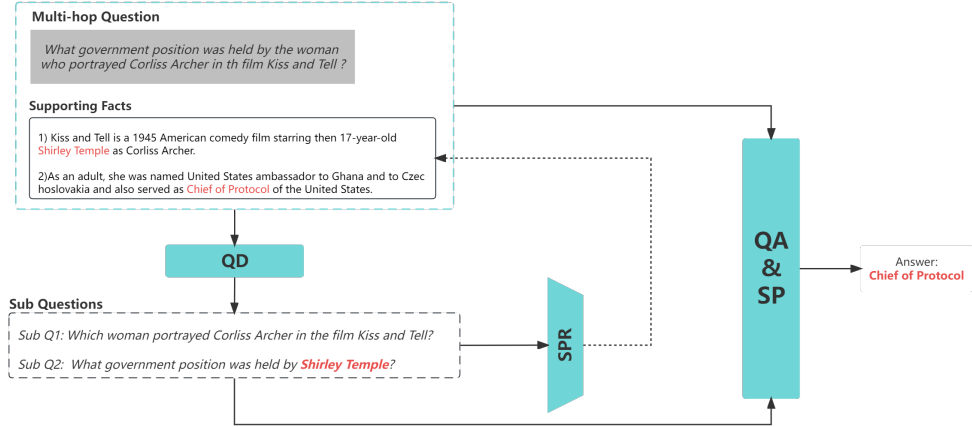 Multi-hop Question
What government position was held by the woman
who portrayed Corliss Archer in th film Kiss and Tell ?
Supporting Facts
1) Kiss and Tell is a 1945 American comedy film starring then 17-year-old
Shirley Temple as Corliss Archer.
2)As an adult, she was named United States ambassador to Ghana and to Czec
hoslovakia and also served as Chief of Protocol of the United States.
QD
Sub Questions
Sub Q1: Which woman portrayed Corliss Archer in the film Kiss and Tell?
Sub Q2: What government position was held by Shirley Temple?
SPR
QA
&
SP
Answer:
Chief of Protocol